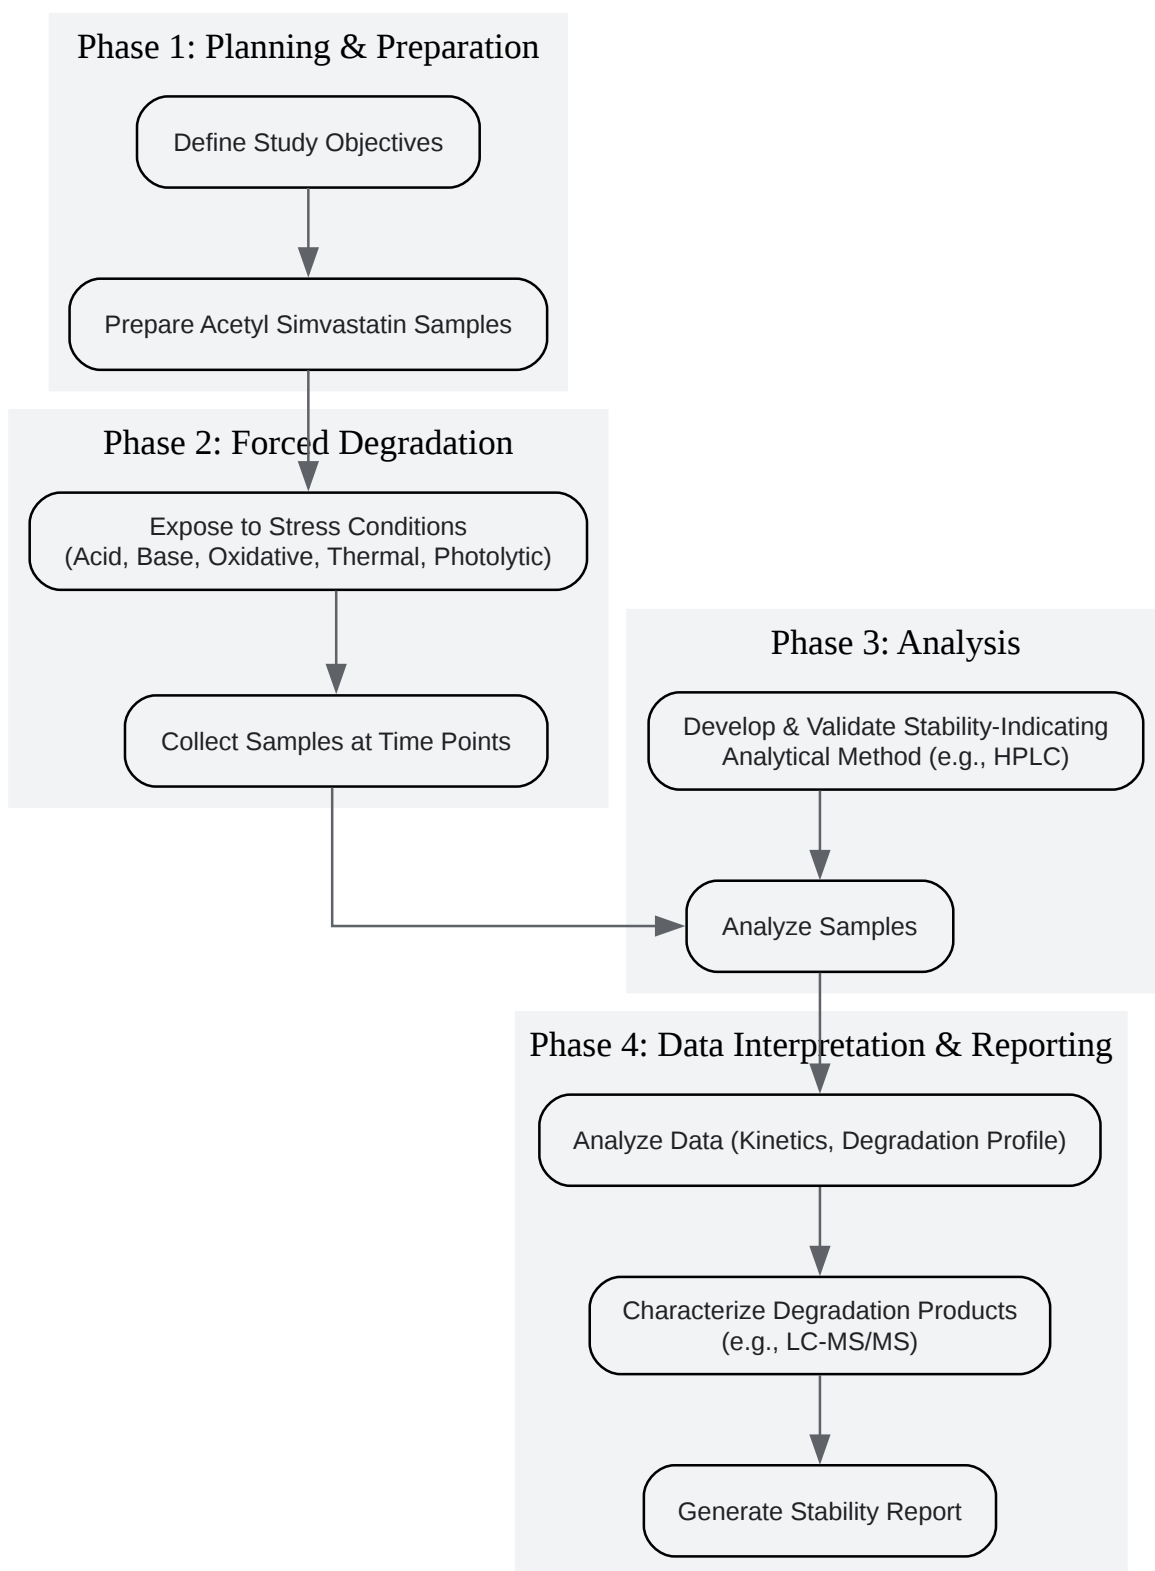 Phase 1: Planning & Preparation
Define Study Objectives
Prepare Acetyl Simvastatin Samples
Phase 2: Forced Degradation
Expose to Stress Conditions
(Acid, Base, Oxidative, Thermal, Photolytic)
Collect Samples at Time Points
Phase 3: Analysis
Develop & Validate Stability-Indicating
Analytical Method (e.g., HPLC)
Analyze Samples
Phase 4: Data Interpretation & Reporting
Analyze Data (Kinetics, Degradation Profile)
Characterize Degradation Products
(e.g., LC-MS/MS)
Generate Stability Report